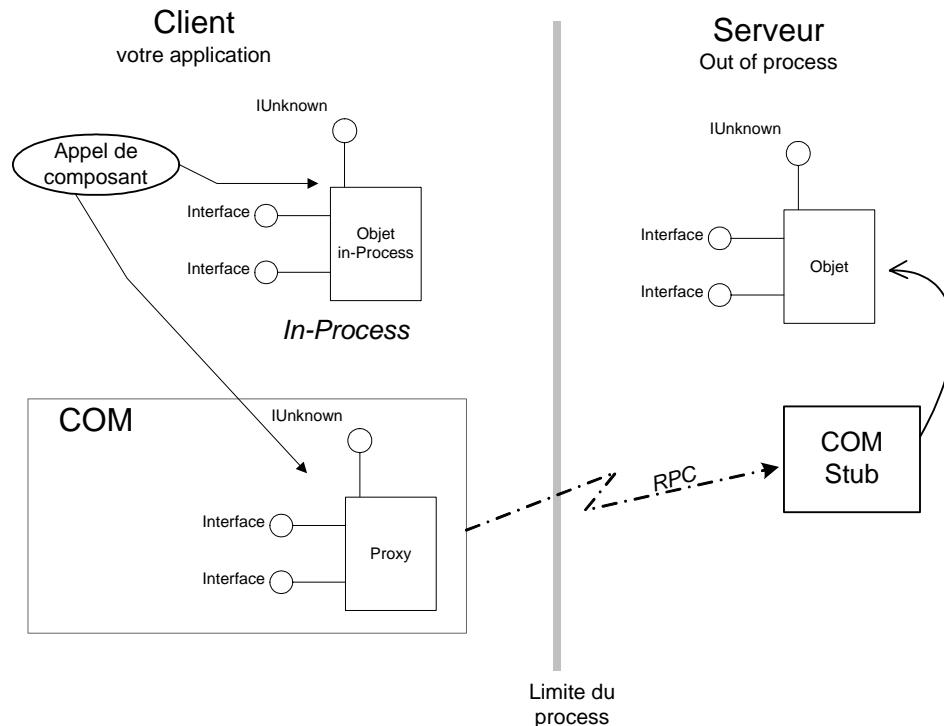 Client
votre application
Serveur
Out of process
IUnknown
Appel de
composant
Interface
Objet
in-Process
Interface
In-Process
IUnknown
Interface
Objet
Interface
COM
IUnknown
Interface
Proxy
Interface
RPC
COM
Stub
Limite du
process